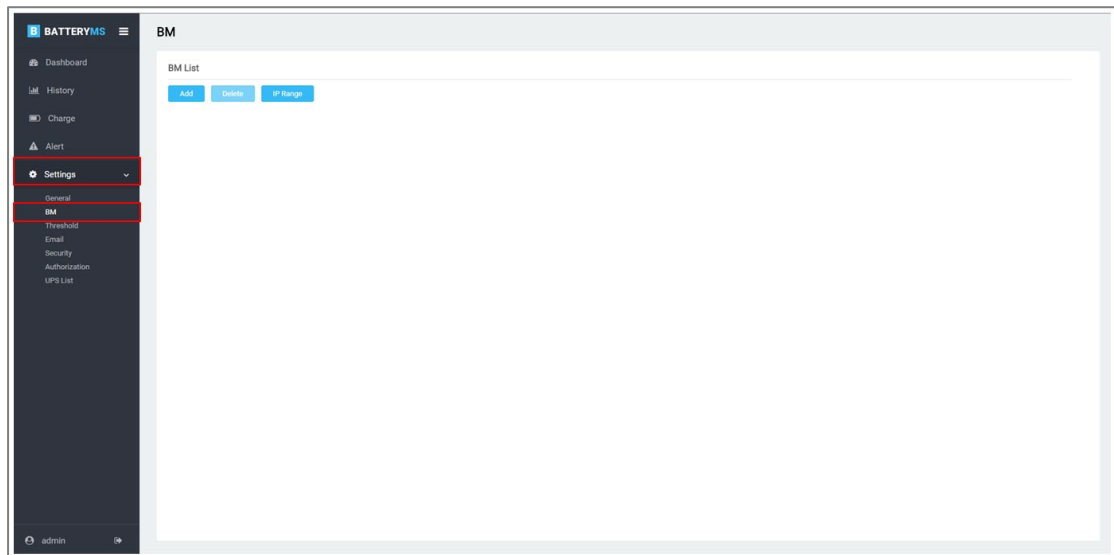 B BATTERYMS
Dashboard
History
Charge
Alert
Settings
General
BM
Threshold
Email
Security
Authorization
UPS List
admin
BM
BM List
Add Delete IP Range